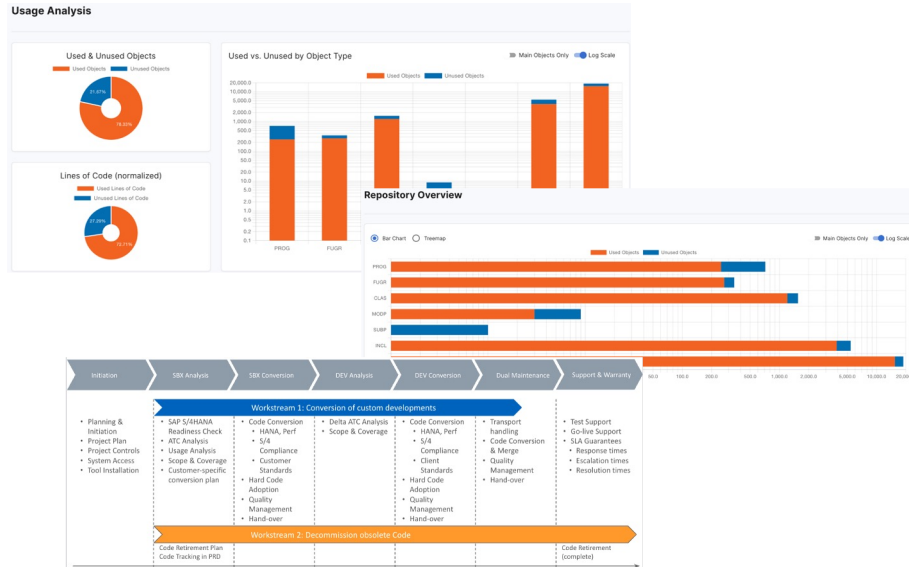 Usage Analysis
Used & Unused Objects
Used Objects Unused Objects
21.97%
Lines of Code (normalized)
Used Lines of Code
Unused Lines of Code
Used vs. Unused by Object Type
Main Objects Only Log Scale
Used Objects Unused Objects
20,000.0
10,000.0
5,000.0
2,000.0
1,000.0
500.0
200.0
100.0
50.0
20.0
10.0
5.0
2.0
1.0
0.5
0.2
0.1
PROG FUGR
Repository Overview
Bar Chart Treemap
Main Objects Only Log Scale
Used Objects Unused Objects
PROG
FUGR
CLAS
MODP
SUBP
INCL
50.0 100.0 200.0 500.0 1,000.0 2,000.0 5,000.0 10,000.0
Initiation
SBX Analysis
SBX Conversion
DEV Analysis
DEV Conversion
Dual Maintenance
Support & Warranty
Workstream 1: Conversion of custom developments
• Planning &
Initiation
• Project Plan
• Project Controls
• System Access
• Tool Installation
• SAP S/4HANA
Readiness Check
• ATC Analysis
• Usage Analysis
• Scope & Coverage
• Customer-specific
conversion plan
• Code Conversion
• HANA, Perf
• S/4
Compliance
• Customer
Standards
• Hard Code
Adoption
• Quality
Management
• Hand-over
• Delta ATC Analysis
• Scope & Coverage
• Code Conversion
• HANA, Perf
• S/4
Compliance
• Client
Standards
• Hard Code
Adoption
• Quality
Management
• Hand-over
• Transport
handling
• Code Conversion
& Merge
• Quality
Management
• Hand-over
• Test Support
• Go-live Support
• SLA Guarantees
• Response times
• Escalation times
• Resolution times
Workstream 2: Decommission obsolete Code
Code Retirement Plan
Code Tracking in PRD
Code Retirement
(complete)